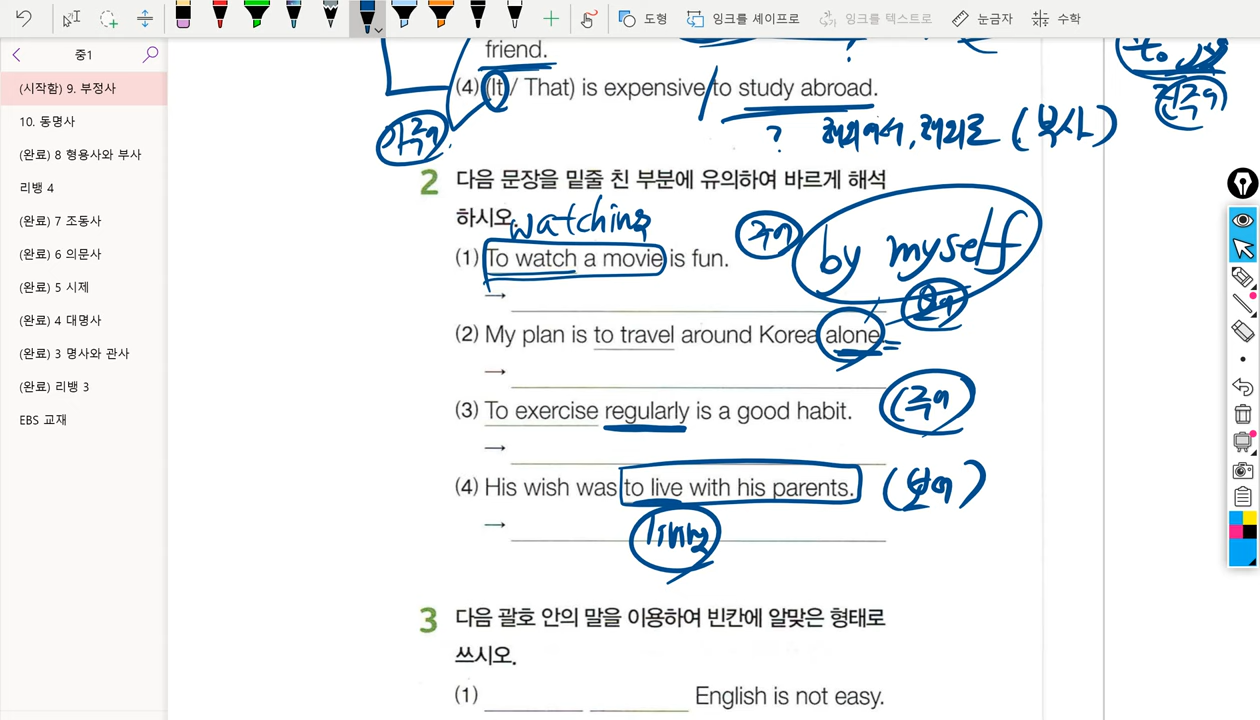 도형
잉크를 셰이프로
잉크를 텍스트로
눈금자
수학
중1
(시작함) 9. 부정사
10. 동명사
(완료) 8 형용사와 부사
리뱅 4
(완료) 7 조동사
(완료) 6 의문사
(완료) 5 시제
(완료) 4 대명사
(완료) 3 명사와 관사
(완료) 리뱅 3
EBS 교재
friend.
(4) (It / That) is expensive to study abroad.
? 해외에서, 해외로 (부사)
2 다음 문장을 밑줄 친 부분에 유의하여 바르게 해석
하시오.
watching
(1) To watch a movie is fun.
주어
by myself
→
(2) My plan is to travel around Korea alone.
보어
→
(3) To exercise regularly is a good habit.
(주어)
→
(4) His wish was to live with his parents.
(보어)
→
living
3 다음 괄호 안의 말을 이용하여 빈칸에 알맞은 형태로
쓰시오.
(1) ________ ________ English is not easy.